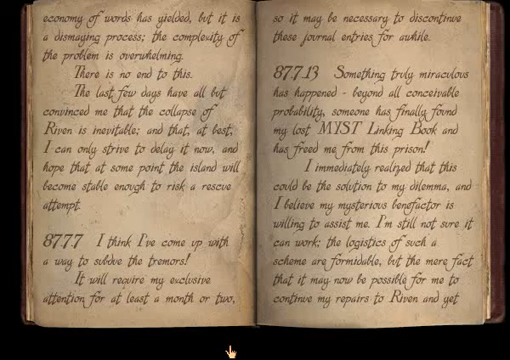 economy of words has yielded, but it is
a dismaying process; the complexity of
the problem is overwhelming.
There is no end to this.
The last few days have all but
convinced me that the collapse of
Riven is inevitable; and that, at best,
I can only strive to delay it now, and
hope that at some point the island will
become stable enough to risk a rescue
attempt.
87.7.7 I think I've come up with
a way to subdue the tremors!
It will require my exclusive
attention for at least a month or two,
so it may be necessary to discontinue
these journal entries for awhile.
87.7.13 Something truly miraculous
has happened - beyond all conceivable
probability, someone has finally found
my lost MYST Linking Book and
has freed me from this prison!
I immediately realized that this
could be the solution to my dilemma, and
I believe my mysterious benefactor is
willing to assist me. I'm still not sure it
can work; the logistics of such a
scheme are formidable, but the mere fact
that it may now be possible for me to
continue my repairs to Riven and yet